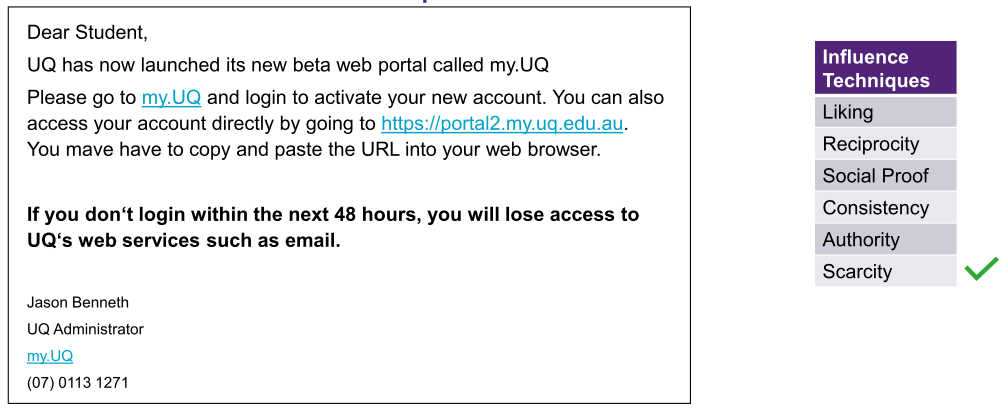 Dear Student,
UQ has now launched its new beta web portal called my.UQ
Please go to my.UQ and login to activate your new account. You can also
access your account directly by going to https://portal2.my.uq.edu.au.
You mave have to copy and paste the URL into your web browser.
If you don‘t login within the next 48 hours, you will lose access to
UQ‘s web services such as email.
Jason Benneth
UQ Administrator
my.UQ
(07) 0113 1271
Influence
Techniques
Liking
Reciprocity
Social Proof
Consistency
Authority
Scarcity